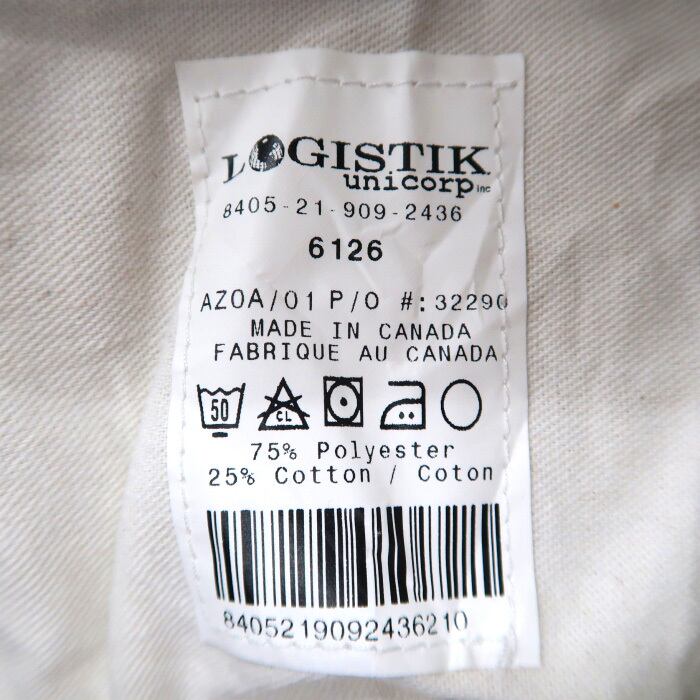 LOGISTIK
unicorp inc
8405-21-909-2436
6126
AZOA/01 P/O #: 32290
MADE IN CANADA
FABRIQUE AU CANADA
50 CL
75% Polyester
25% Cotton / Coton
8405219092436210